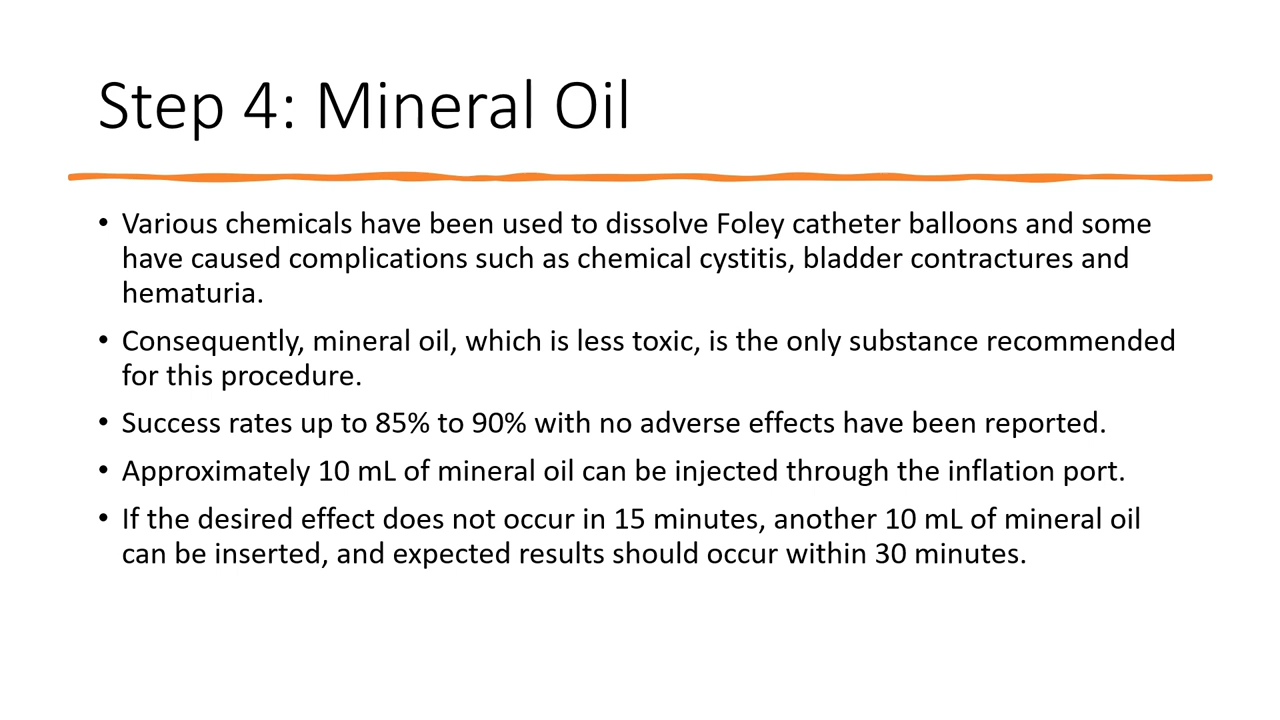 Step 4: Mineral Oil
• Various chemicals have been used to dissolve Foley catheter balloons and some
have caused complications such as chemical cystitis, bladder contractures and
hematuria.
• Consequently, mineral oil, which is less toxic, is the only substance recommended
for this procedure.
• Success rates up to 85% to 90% with no adverse effects have been reported.
• Approximately 10 mL of mineral oil can be injected through the inflation port.
• If the desired effect does not occur in 15 minutes, another 10 mL of mineral oil
can be inserted, and expected results should occur within 30 minutes.